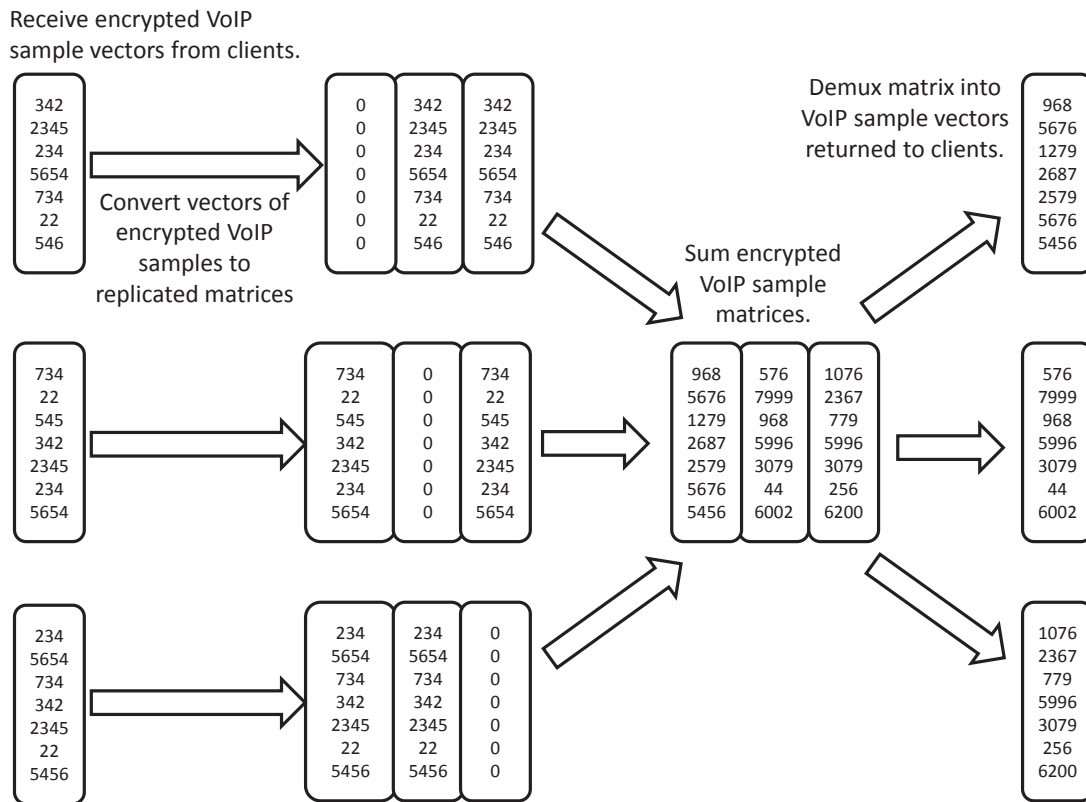 Receive encrypted VoIP
sample vectors from clients.
342
2345
234
5654
734
22
546
Convert vectors of
encrypted VoIP
samples to
replicated matrices
0 342 342
0 2345 2345
0 234 234
0 5654 5654
0 734 734
0 22 22
0 546 546
Demux matrix into
VoIP sample vectors
returned to clients.
968
5676
1279
2687
2579
5676
5456
Sum encrypted
VoIP sample
matrices.
734
22
545
342
2345
234
5654
734 0 734
22 0 22
545 0 545
342 0 342
2345 0 2345
234 0 234
5654 0 5654
968 576 1076
5676 7999 2367
1279 968 779
2687 5996 5996
2579 3079 3079
5676 44 256
5456 6002 6200
576
7999
968
5996
3079
44
6002
234
5654
734
342
2345
22
5456
234 234 0
5654 5654 0
734 734 0
342 342 0
2345 2345 0
22 22 0
5456 5456 0
1076
2367
779
5996
3079
256
6200